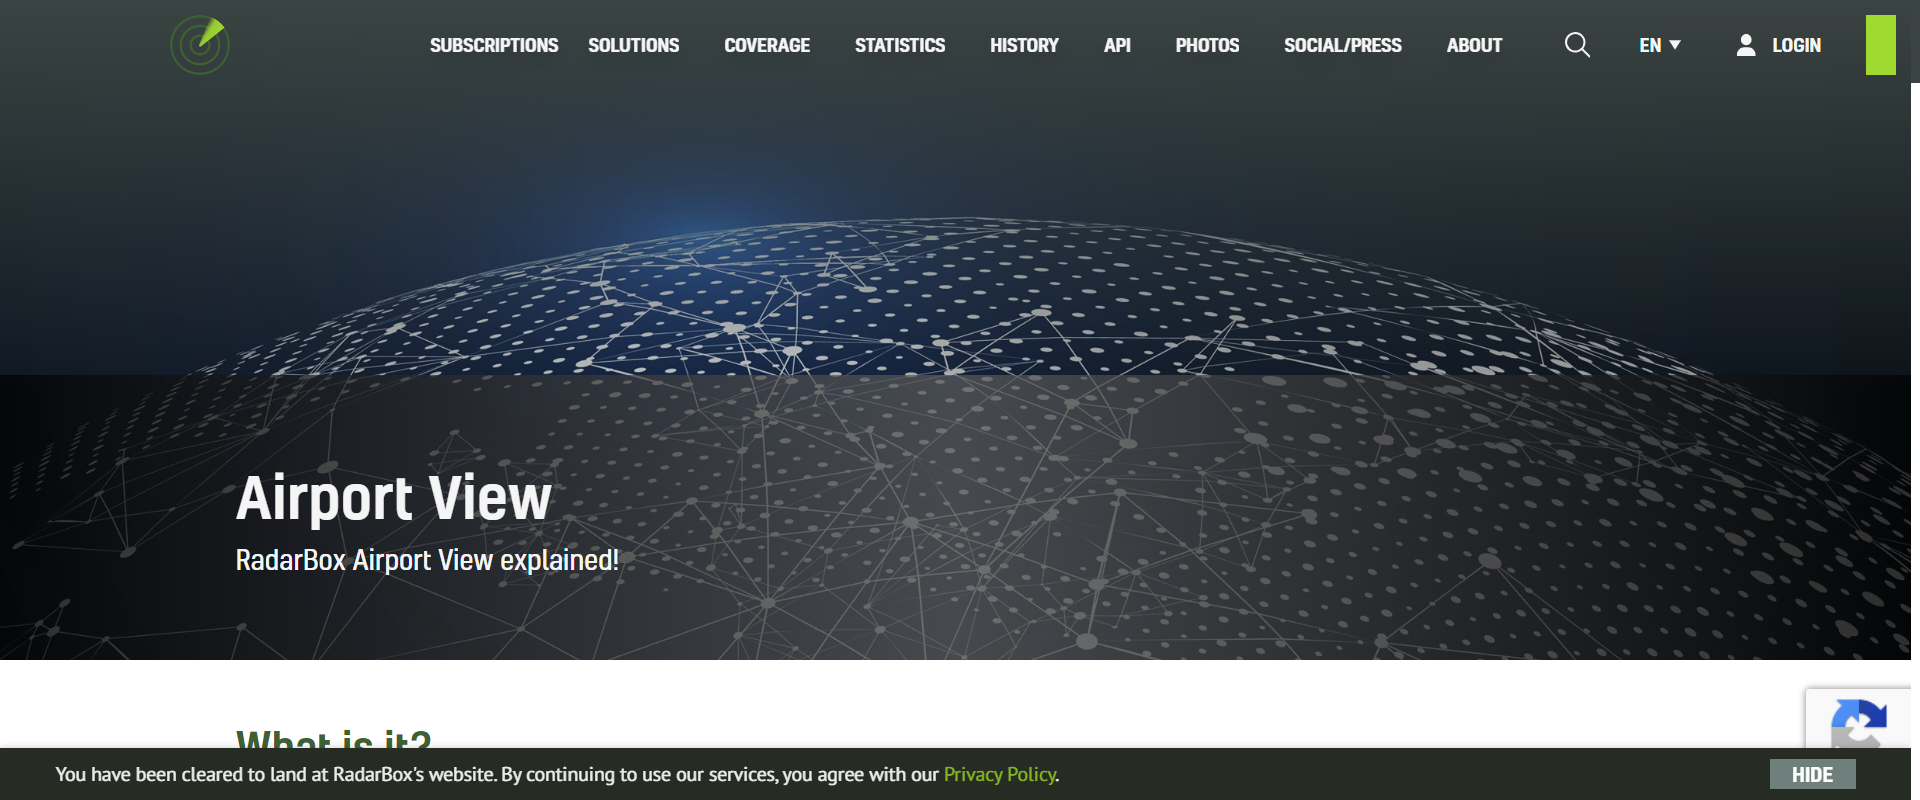 SUBSCRIPTIONS SOLUTIONS COVERAGE STATISTICS HISTORY API PHOTOS SOCIAL/PRESS ABOUT EN LOGIN
Airport View
RadarBox Airport View explained!
What is it?
You have been cleared to land at RadarBox's website. By continuing to use our services, you agree with our Privacy Policy.
HIDE